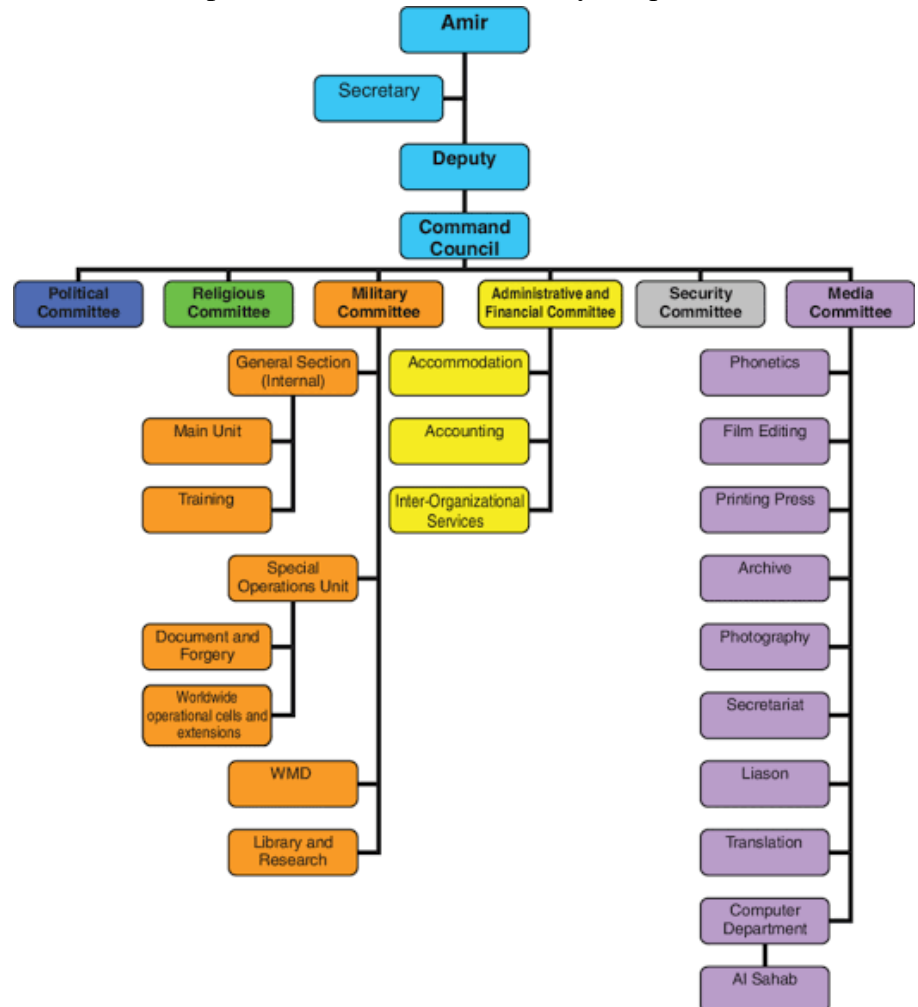 Amir
Secretary
Deputy
Command
Council
Political
Committee
Religious
Committee
Military
Committee
Administrative and
Financial Committee
Security
Committee
Media
Committee
General Section
(Internal)
Main Unit
Training
Special
Operations Unit
Document and
Forgery
Worldwide
operational cells and
extensions
WMD
Library and
Research
Accommodation
Accounting
Inter-Organizational
Services
Phonetics
Film Editing
Printing Press
Archive
Photography
Secretariat
Liason
Translation
Computer
Department
Al Sahab